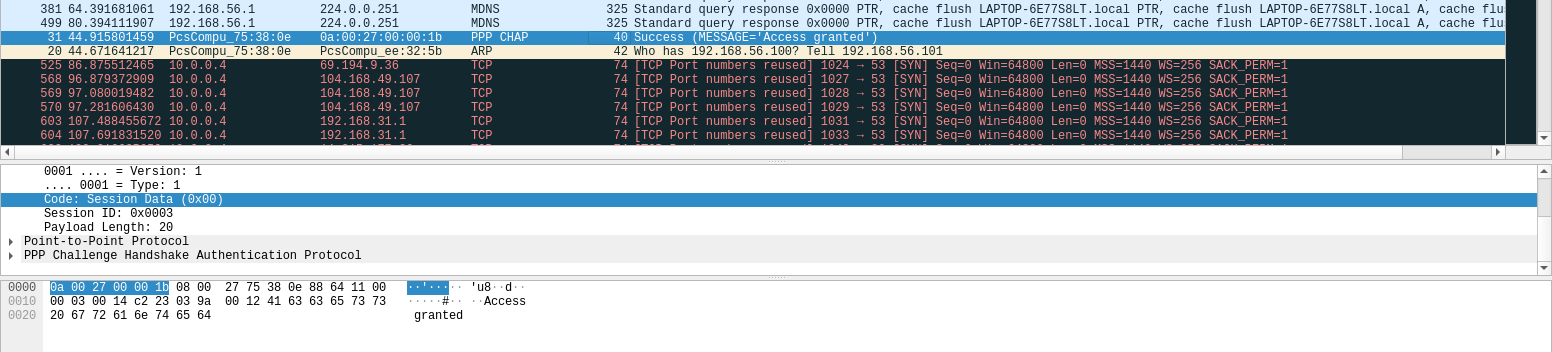 381 64.391681061 192.168.56.1 224.0.0.251 MDNS 325 Standard query response 0x0000 PTR, cache flush LAPTOP-6E77S8LT.local PTR, cache flush LAPTOP-6E77S8LT.local A, cache flu
499 80.394111907 192.168.56.1 224.0.0.251 MDNS 325 Standard query response 0x0000 PTR, cache flush LAPTOP-6E77S8LT.local PTR, cache flush LAPTOP-6E77S8LT.local A, cache flu
31 44.915801459 PcsCompu_75:38:0e 0a:00:27:00:00:1b PPP CHAP 40 Success (MESSAGE='Access granted')
20 44.671641217 PcsCompu_75:38:0e PcsCompu_ee:32:5b ARP 42 Who has 192.168.56.100? Tell 192.168.56.101
525 86.875512465 10.0.0.4 69.194.9.36 TCP 74 [TCP Port numbers reused] 1024 → 53 [SYN] Seq=0 Win=64800 Len=0 MSS=1440 WS=256 SACK_PERM=1
568 96.879372909 10.0.0.4 104.168.49.107 TCP 74 [TCP Port numbers reused] 1027 → 53 [SYN] Seq=0 Win=64800 Len=0 MSS=1440 WS=256 SACK_PERM=1
569 97.080019482 10.0.0.4 104.168.49.107 TCP 74 [TCP Port numbers reused] 1028 → 53 [SYN] Seq=0 Win=64800 Len=0 MSS=1440 WS=256 SACK_PERM=1
570 97.281606430 10.0.0.4 104.168.49.107 TCP 74 [TCP Port numbers reused] 1029 → 53 [SYN] Seq=0 Win=64800 Len=0 MSS=1440 WS=256 SACK_PERM=1
603 107.488455672 10.0.0.4 192.168.31.1 TCP 74 [TCP Port numbers reused] 1031 → 53 [SYN] Seq=0 Win=64800 Len=0 MSS=1440 WS=256 SACK_PERM=1
604 107.691831520 10.0.0.4 192.168.31.1 TCP 74 [TCP Port numbers reused] 1033 → 53 [SYN] Seq=0 Win=64800 Len=0 MSS=1440 WS=256 SACK_PERM=1
0001 .... = Version: 1
.... 0001 = Type: 1
Code: Session Data (0x00)
Session ID: 0x0003
Payload Length: 20
Point-to-Point Protocol
PPP Challenge Handshake Authentication Protocol
0000 0a 00 27 00 00 1b 08 00 27 75 38 0e 88 64 11 00 ··'····· 'u8··d··
0010 00 03 00 14 c2 23 03 9a 00 12 41 63 63 65 73 73 ·····#·· ··Access
0020 20 67 72 61 6e 74 65 64 granted